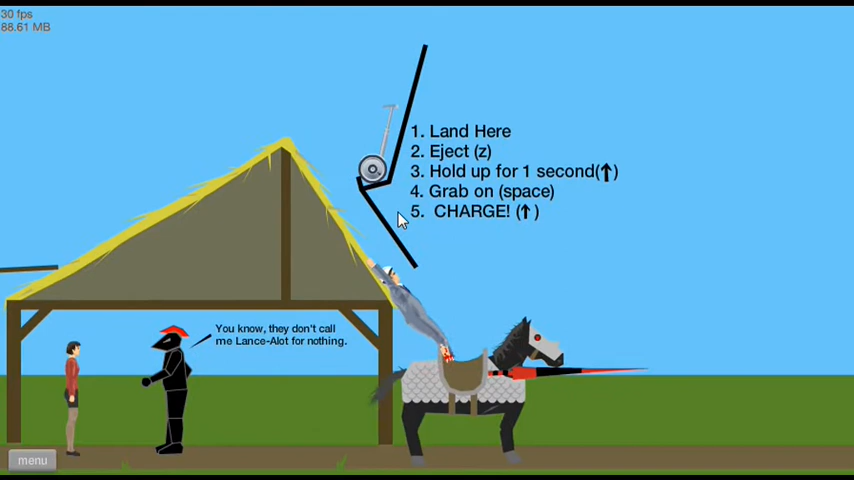 30 fps
88.61 MB
1. Land Here
2. Eject (z)
3. Hold up for 1 second(↑)
4. Grab on (space)
5. CHARGE! (↑)
You know, they don't call
me Lance-Alot for nothing.
menu